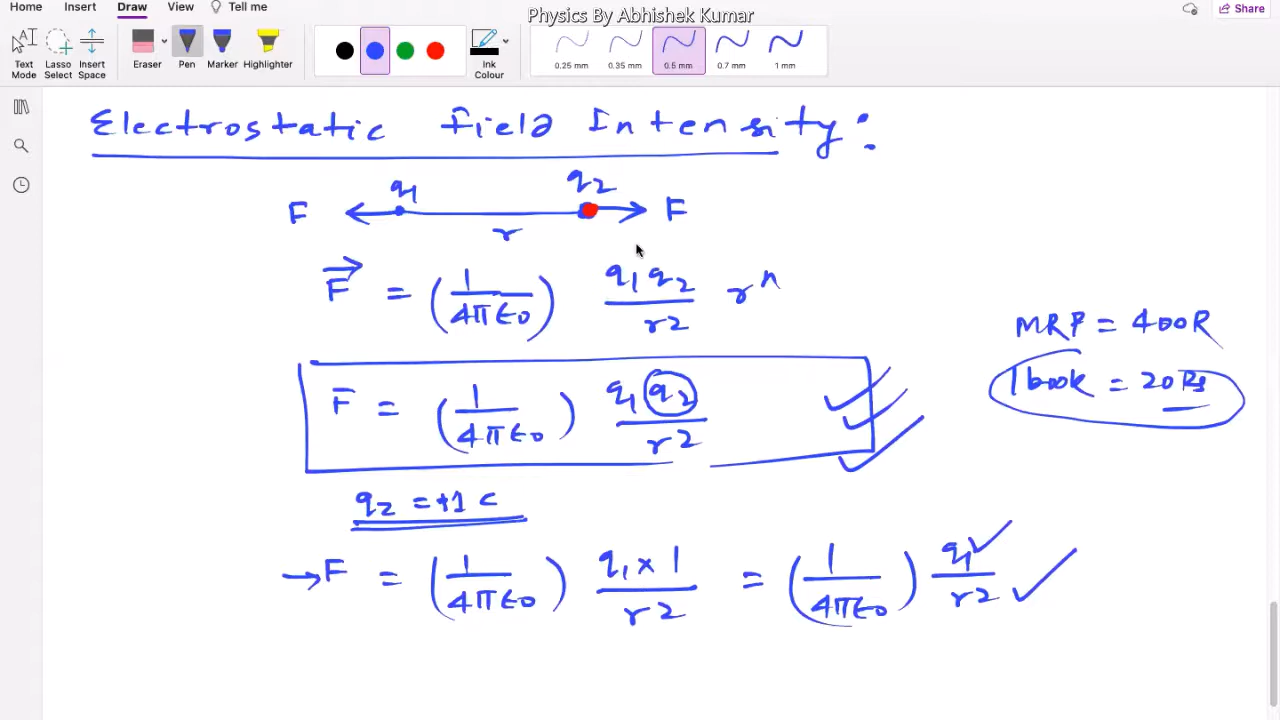 Home Insert Draw View Tell me
Physics By Abhishek Kumar
Share
Text Mode
Lasso Select
Insert Space
Eraser
Pen
Marker
Highlighter
Ink Colour
0.25 mm 0.35 mm 0.5 mm 0.7 mm 1 mm
Electrostatic Field Intensity:
F q1 r q2 F
F⃗ = (1/4πϵ0) q1q2/r2 r^
MRP = 400R
1book = 20Rs
F = (1/4πϵ0) q1q2/r2
q2 = +1 C
→ F = (1/4πϵ0) q1 × 1/r2 = (1/4πϵ0) q1/r2